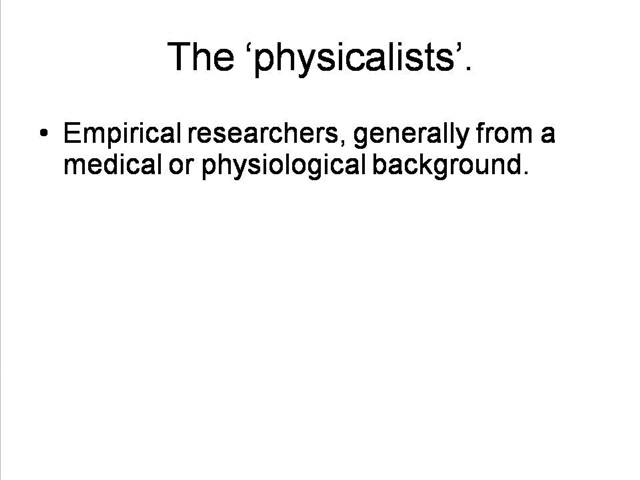 The ‘physicalists’.
• Empirical researchers, generally from a
medical or physiological background.